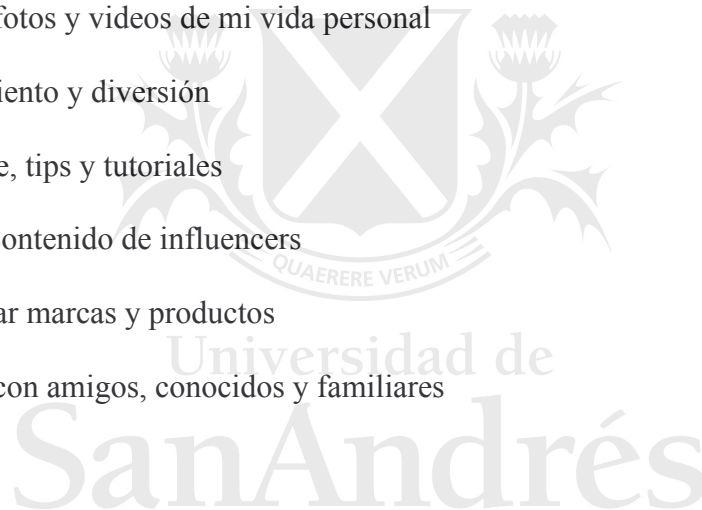 fotos y videos de mi vida personal
iento y diversión
e, tips y tutoriales
ontenido de influencers
QUAERERE VERUM
ar marcas y productos
Universidad de
con amigos, conocidos y familiares
SanAndrés